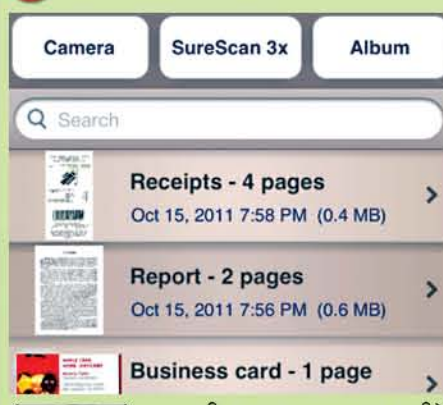 Camera SureScan 3x Album
Search
Receipts - 4 pages
Oct 15, 2011 7:58 PM (0.4 MB)
Report - 2 pages
Oct 15, 2011 7:56 PM (0.6 MB)
Business card - 1 page